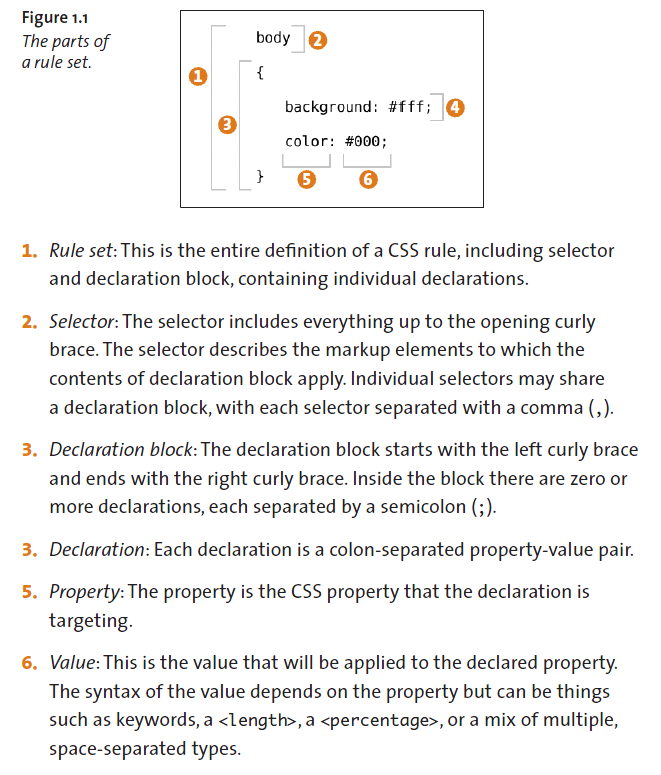 Figure 1.1
The parts of
a rule set.
body 2
1
{
background: #fff; 4
3
color: #000;
} 5 6
1. Rule set: This is the entire definition of a CSS rule, including selector
and declaration block, containing individual declarations.
2. Selector: The selector includes everything up to the opening curly
brace. The selector describes the markup elements to which the
contents of declaration block apply. Individual selectors may share
a declaration block, with each selector separated with a comma (,).
3. Declaration block: The declaration block starts with the left curly brace
and ends with the right curly brace. Inside the block there are zero or
more declarations, each separated by a semicolon (;).
3. Declaration: Each declaration is a colon-separated property-value pair.
5. Property: The property is the CSS property that the declaration is
targeting.
6. Value: This is the value that will be applied to the declared property.
The syntax of the value depends on the property but can be things
such as keywords, a <length>, a <percentage>, or a mix of multiple,
space-separated types.